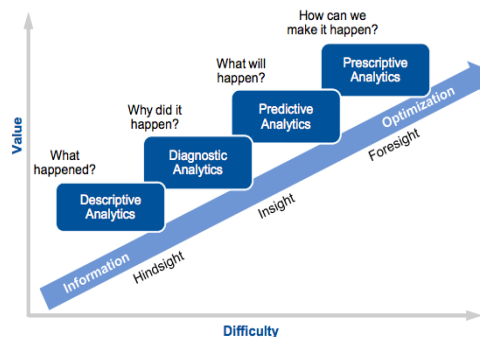 How can we
make it happen?
Prescriptive
Analytics
What will
happen?
Predictive
Analytics
Optimization
Why did it
happen?
Diagnostic
Analytics
Foresight
What
happened?
Descriptive
Analytics
Insight
Information
Hindsight
Value
Difficulty